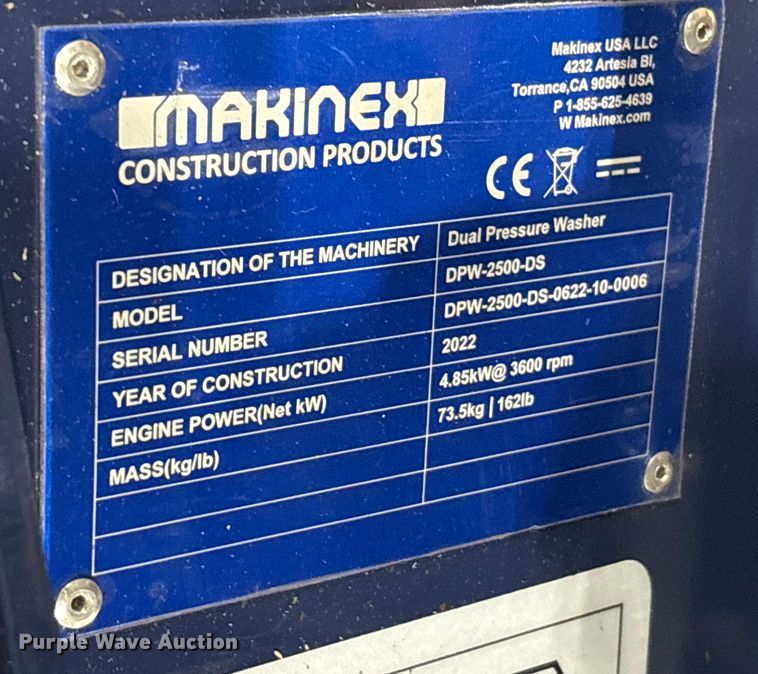 MAKINEX
CONSTRUCTION PRODUCTS
Makinex USA LLC
4232 Artesia Bl,
Torrance,CA 90504 USA
P 1-855-625-4639
W Makinex.com
CE
DESIGNATION OF THE MACHINERY Dual Pressure Washer
MODEL DPW-2500-DS
SERIAL NUMBER DPW-2500-DS-0622-10-0006
YEAR OF CONSTRUCTION 2022
ENGINE POWER(Net kW) 4.85kW@ 3600 rpm
MASS(kg/lb) 73.5kg | 162lb
Purple Wave Auction